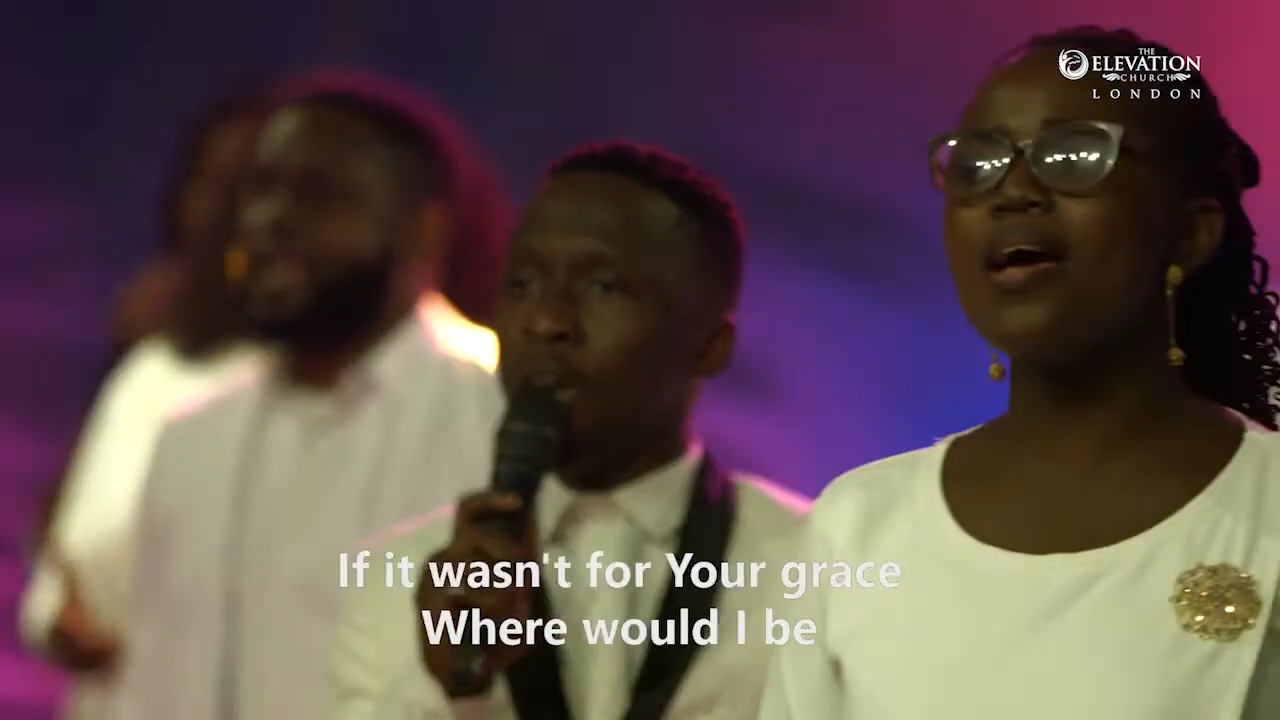 THE
ELEVATION
CHURCH
LONDON
If it wasn't for Your grace
Where would I be